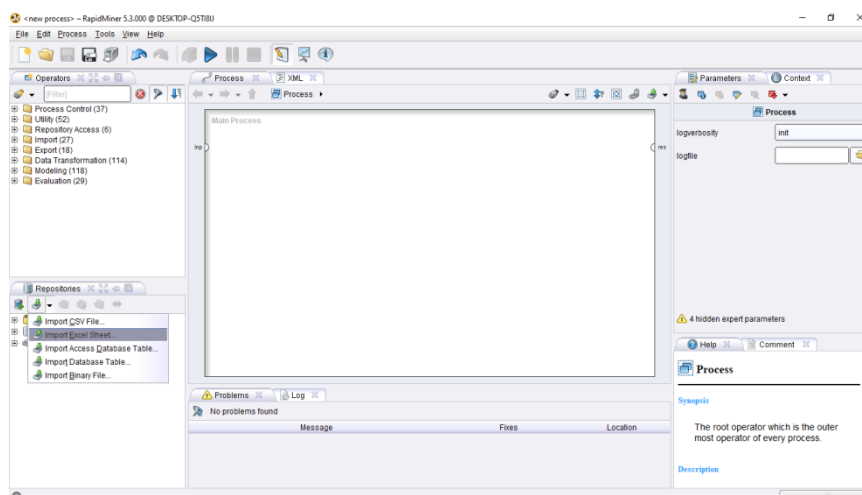 <new process> – RapidMiner 5.3.000 @ DESKTOP-Q5TI8IJ
File Edit Process Tools View Help
Operators
[Filter]
Process Control (37)
Utility (52)
Repository Access (6)
Import (27)
Export (18)
Data Transformation (114)
Modeling (118)
Evaluation (29)
Repositories
Import CSV File...
Import Excel Sheet...
Import Access Database Table...
Import Database Table...
Import Binary File...
Process XML
Process
Main Process
inp res
Problems Log
No problems found
Message Fixes Location
Parameters Context
Process
logverbosity init
logfile
4 hidden expert parameters
Help Comment
Process
Synopsis
The root operator which is the outer
most operator of every process.
Description